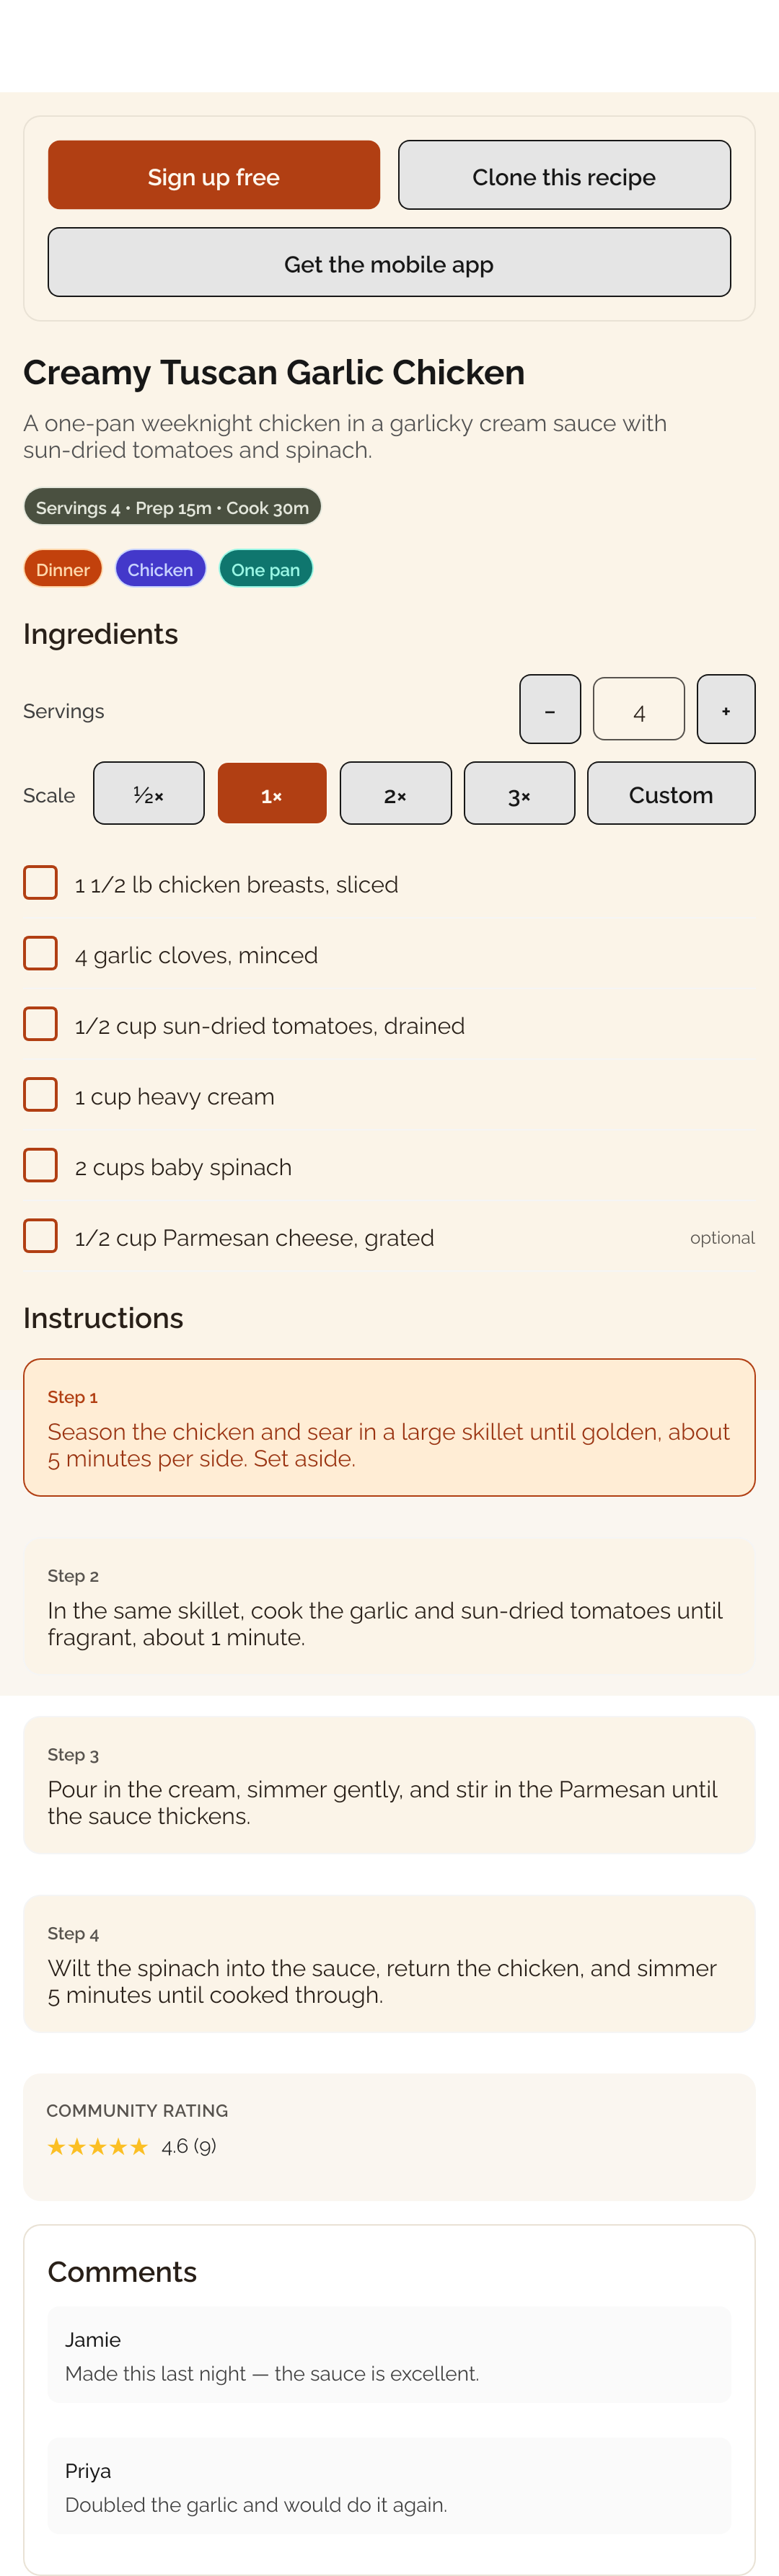 Sign up free
Clone this recipe
Get the mobile app
Creamy Tuscan Garlic Chicken
A one-pan weeknight chicken in a garlicky cream sauce with
sun-dried tomatoes and spinach.
Servings 4 • Prep 15m • Cook 30m
Dinner
Chicken
One pan
Ingredients
Servings
–
4
+
Scale
½×
1×
2×
3×
Custom
1 1/2 lb chicken breasts, sliced
4 garlic cloves, minced
1/2 cup sun-dried tomatoes, drained
1 cup heavy cream
2 cups baby spinach
1/2 cup Parmesan cheese, grated
optional
Instructions
Step 1
Season the chicken and sear in a large skillet until golden, about
5 minutes per side. Set aside.
Step 2
In the same skillet, cook the garlic and sun-dried tomatoes until
fragrant, about 1 minute.
Step 3
Pour in the cream, simmer gently, and stir in the Parmesan until
the sauce thickens.
Step 4
Wilt the spinach into the sauce, return the chicken, and simmer
5 minutes until cooked through.
COMMUNITY RATING
★★★★★ 4.6 (9)
Comments
Jamie
Made this last night — the sauce is excellent.
Priya
Doubled the garlic and would do it again.